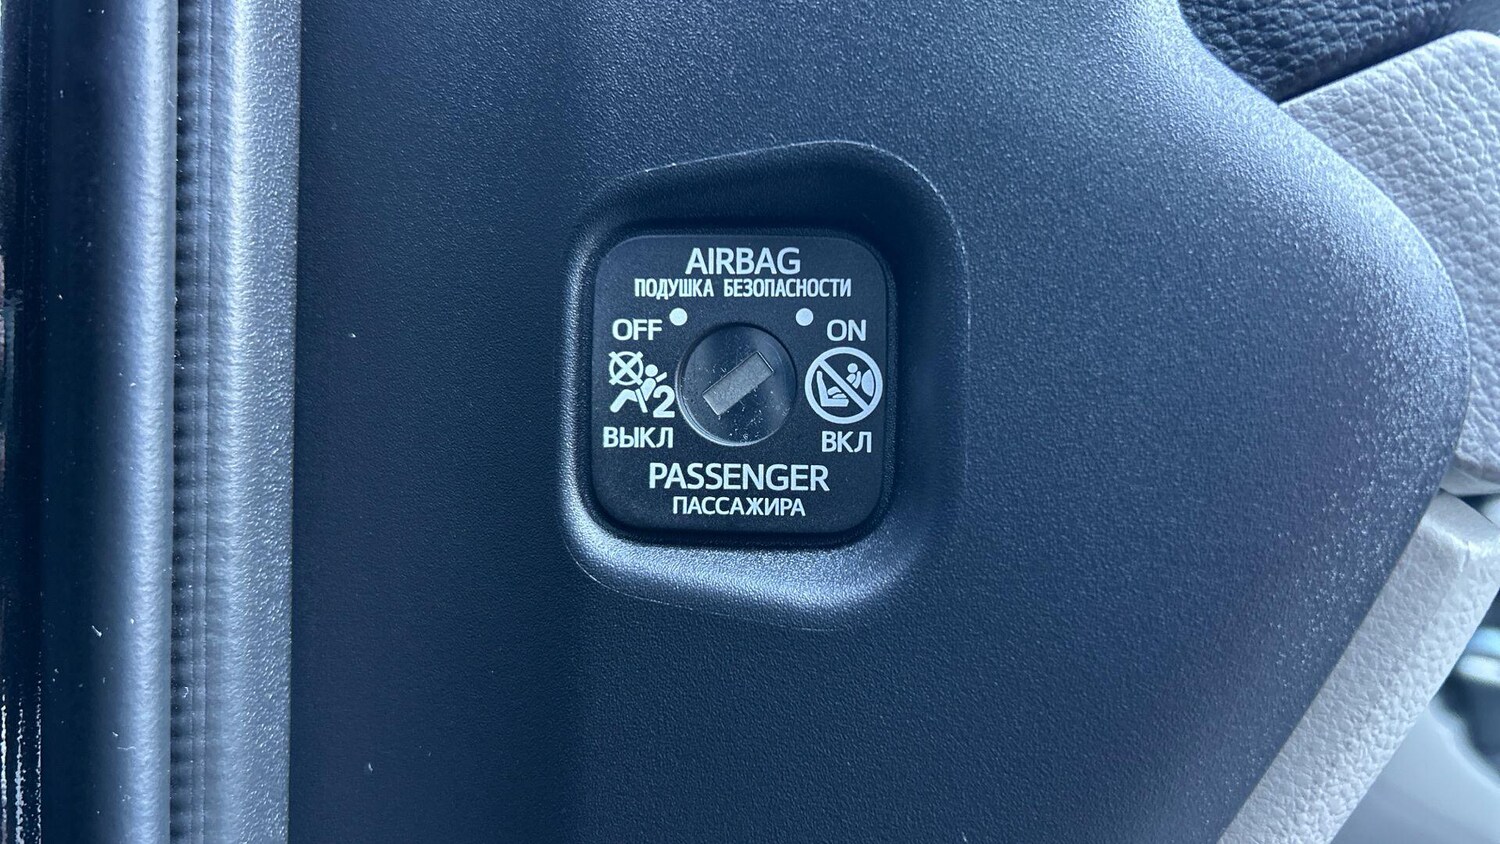 AIRBAG
ПОДУШКА БЕЗОПАСНОСТИ
OFF ON
2
ВЫКЛ ВКЛ
PASSENGER
ПАССАЖИРА